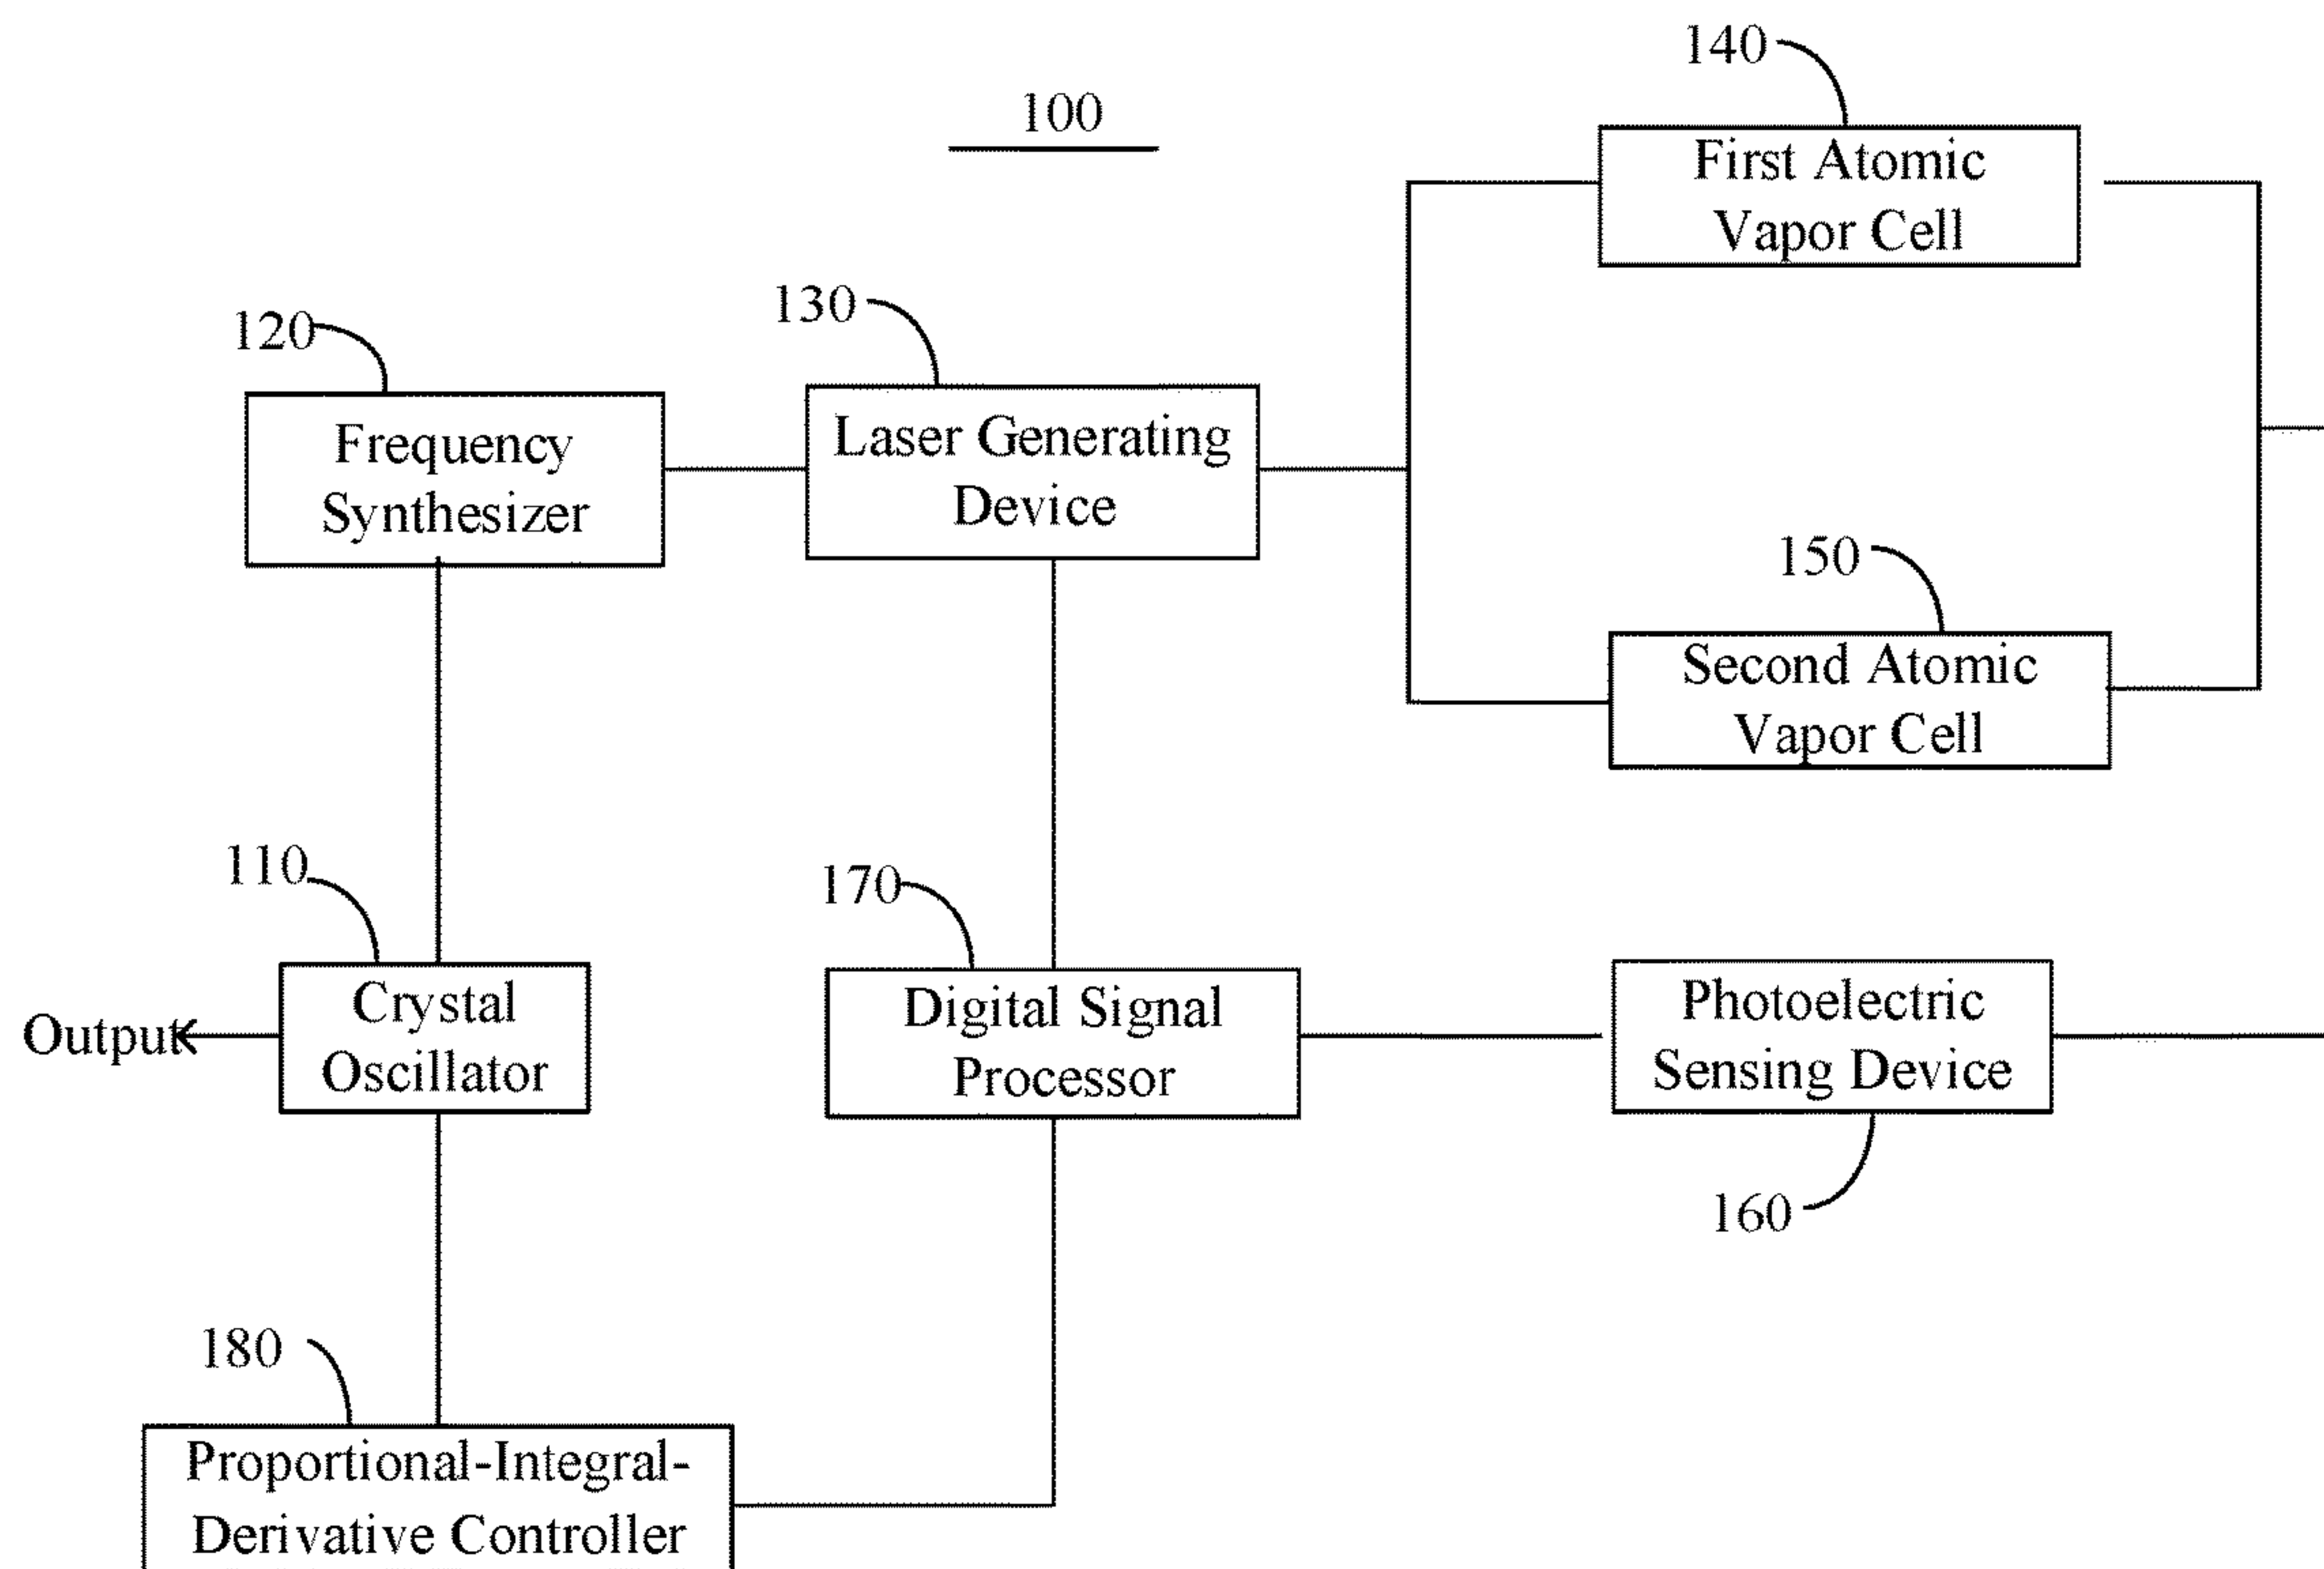 140
100
First Atomic
Vapor Cell
130
120
Laser Generating
Device
Frequency
Synthesizer
150
Second Atomic
Vapor Cell
110
170
Crystal
Oscillator
Output
Digital Signal
Processor
Photoelectric
Sensing Device
160
180
Proportional-Integral-
Derivative Controller